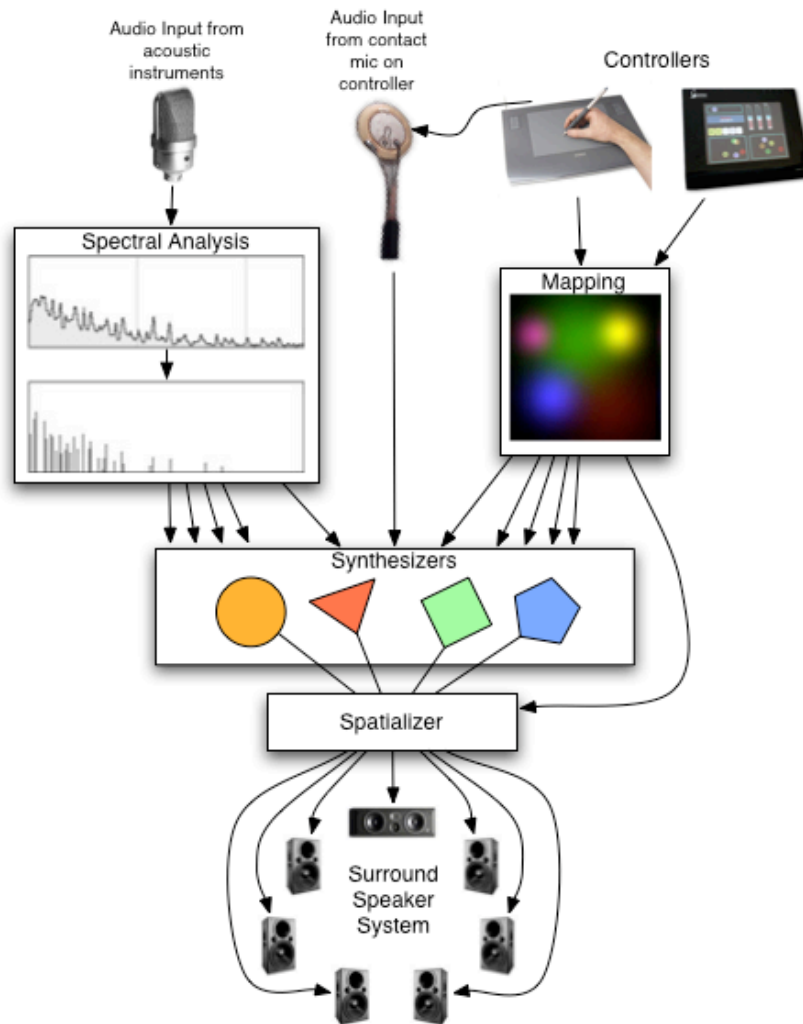 Audio Input from
acoustic
instruments
Audio Input
from contact
mic on
controller
Controllers
Spectral Analysis
Mapping
Synthesizers
Spatializer
Surround
Speaker
System